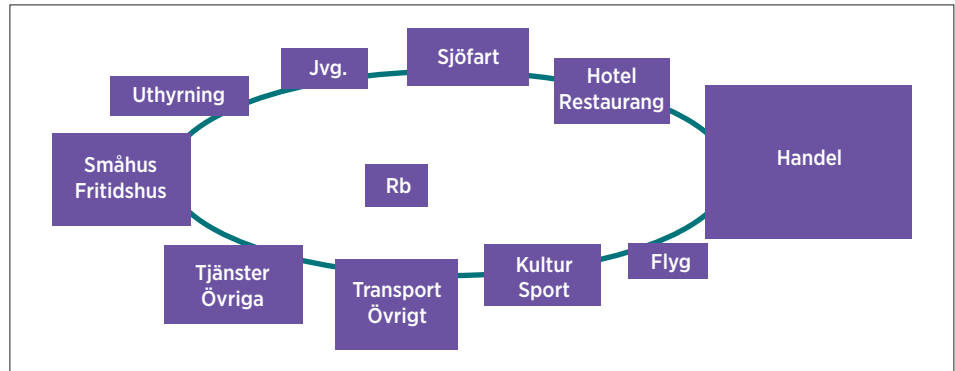 Sjöfart
Jvg.
Hotel
Restaurang
Uthyrning
Handel
Småhus
Fritidshus
Rb
Flyg
Kultur
Sport
Tjänster
Övriga
Transport
Övrigt